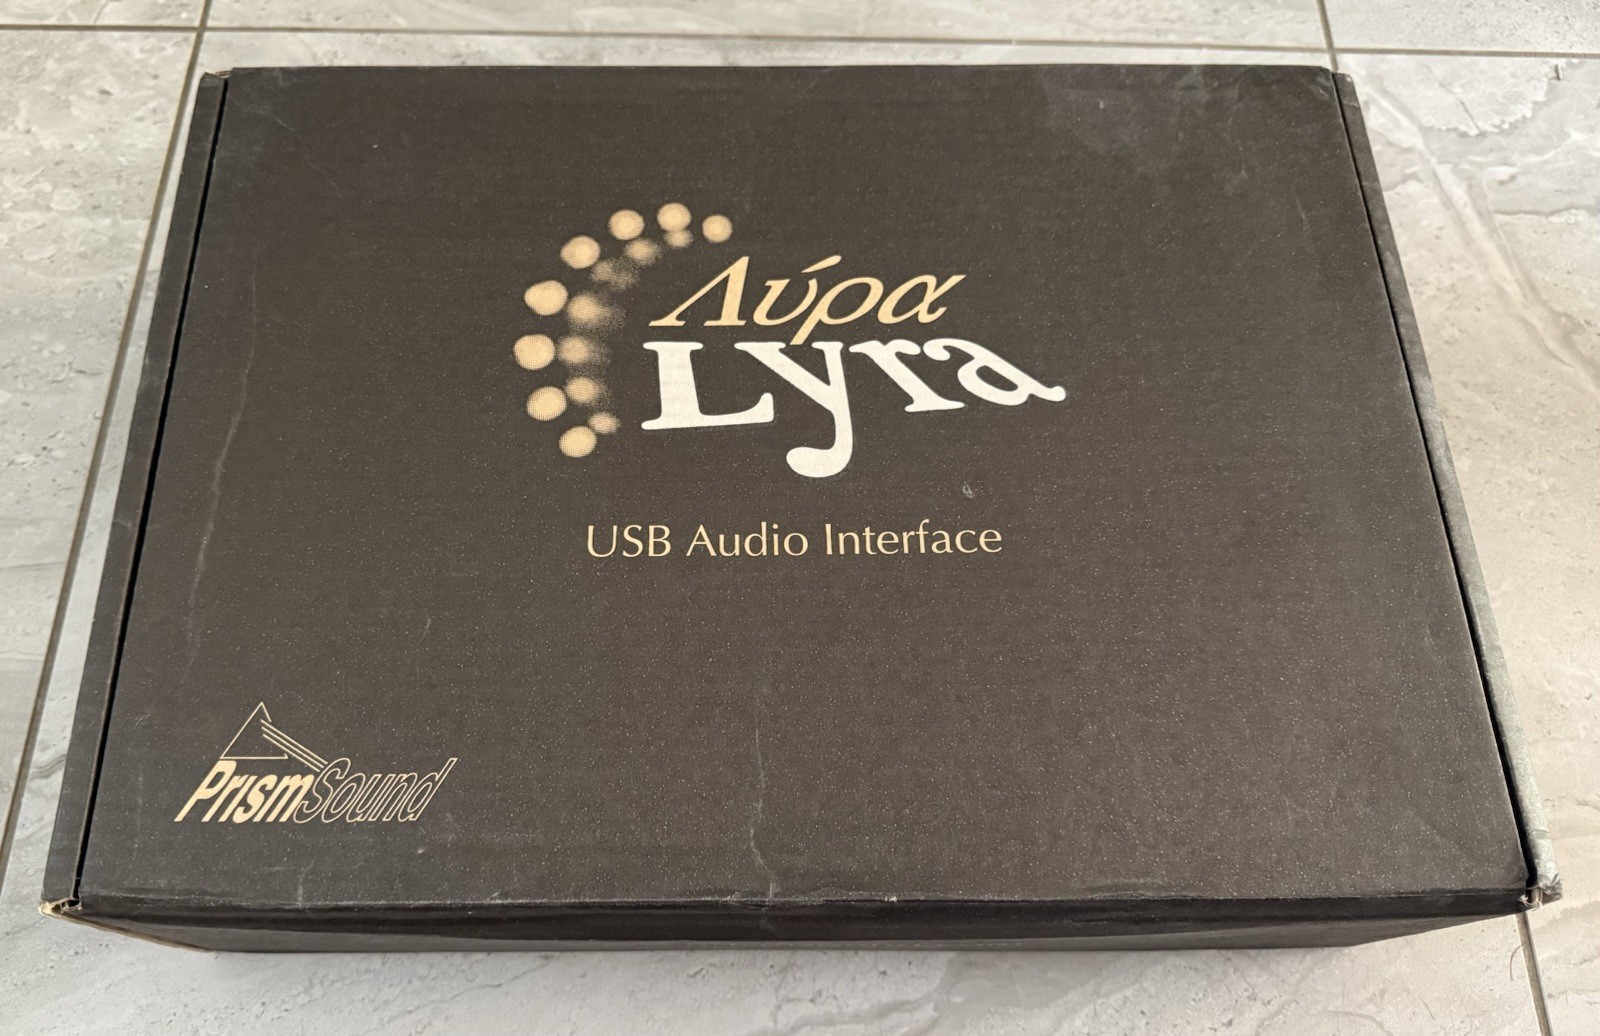 Λύρα
Lyra
USB Audio Interface
PrismSound